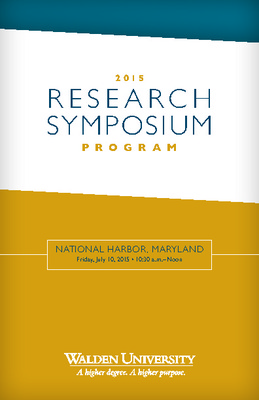 2015
RESEARCH
SYMPOSIUM
PROGRAM
NATIONAL HARBOR, MARYLAND
Friday, July 10, 2015 • 10:30 a.m.–Noon
WALDEN UNIVERSITY
A higher degree. A higher purpose.